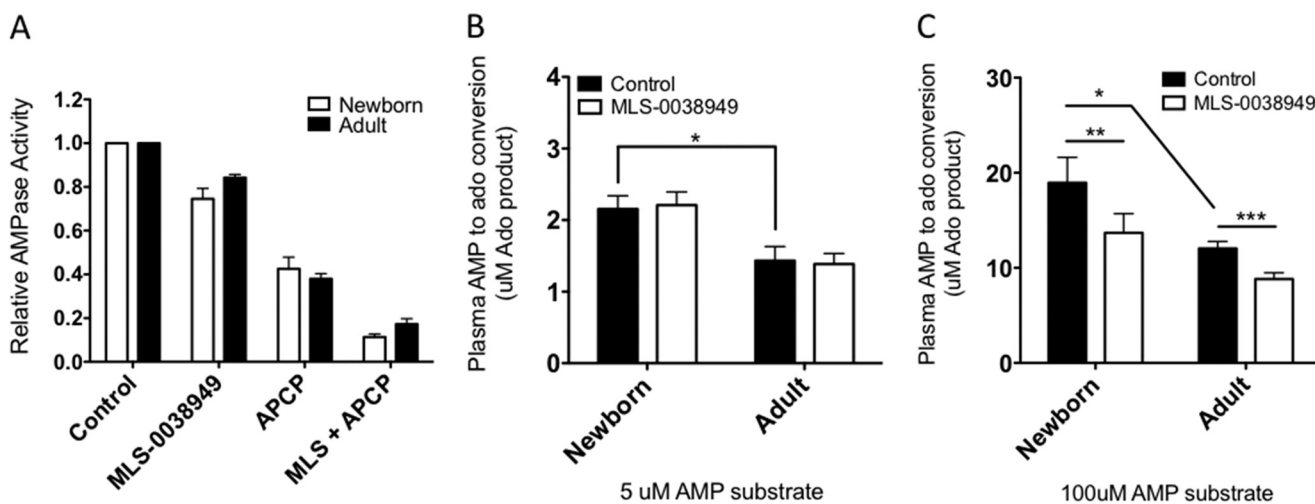 A
Relative AMPase Activity
1.2
1.0
0.8
0.6
0.4
0.2
0.0
Newborn
Adult
Control
MLS-0038949
APCP
MLS + APCP
B
Plasma AMP to ado conversion
(uM Ado product)
4
3
2
1
0
Control
MLS-0038949
*
Newborn
Adult
5 uM AMP substrate
C
Plasma AMP to ado conversion
(uM Ado product)
30
20
10
0
Control
MLS-0038949
*
**
***
Newborn
Adult
100uM AMP substrate